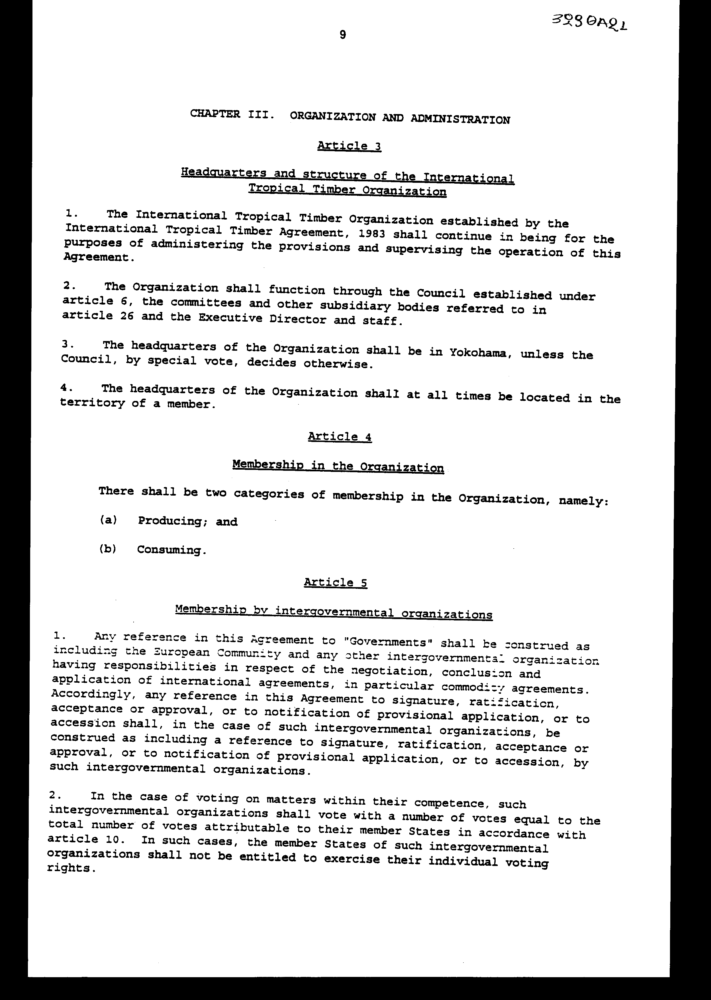 3290A21
9
CHAPTER III. ORGANIZATION AND ADMINISTRATION
Article 3
Headquarters and structure of the International
Tropical Timber Organization
1. The International Tropical Timber Organization established by the
International Tropical Timber Agreement, 1983 shall continue in being for the
purposes of administering the provisions and supervising the operation of this
Agreement.
2. The Organization shall function through the Council established under
article 6, the committees and other subsidiary bodies referred to in
article 26 and the Executive Director and staff.
3. The headquarters of the Organization shall be in Yokohama, unless the
Council, by special vote, decides otherwise.
4. The headquarters of the Organization shall at all times be located in the
territory of a member.
Article 4
Membership in the Organization
There shall be two categories of membership in the Organization, namely:
(a) Producing; and
(b) Consuming.
Article 5
Membership by intergovernmental organizations
1. Any reference in this Agreement to "Governments" shall be construed as
including the European Community and any other intergovernmental organization
having responsibilities in respect of the negotiation, conclusion and
application of international agreements, in particular commodity agreements.
Accordingly, any reference in this Agreement to signature, ratification,
acceptance or approval, or to notification of provisional application, or to
accession shall, in the case of such intergovernmental organizations, be
construed as including a reference to signature, ratification, acceptance or
approval, or to notification of provisional application, or to accession, by
such intergovernmental organizations.
2. In the case of voting on matters within their competence, such
intergovernmental organizations shall vote with a number of votes equal to the
total number of votes attributable to their member States in accordance with
article 10. In such cases, the member States of such intergovernmental
organizations shall not be entitled to exercise their individual voting
rights.